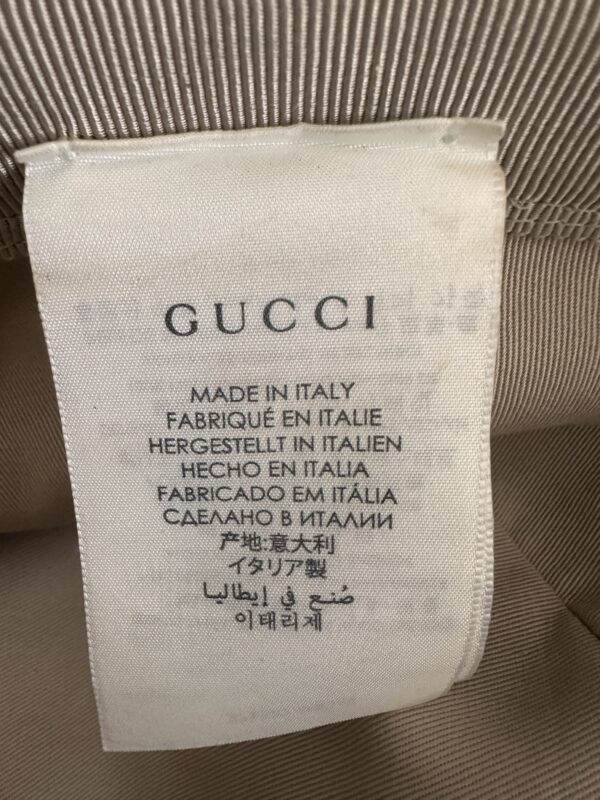 GUCCI
MADE IN ITALY
FABRIQUÉ EN ITALIE
HERGESTELLT IN ITALIEN
HECHO EN ITALIA
FABRICADO EM ITÁLIA
СДЕЛАНО В ИТАЛИИ
产地:意大利
イタリア製
صُنع في إيطاليا
이태리제